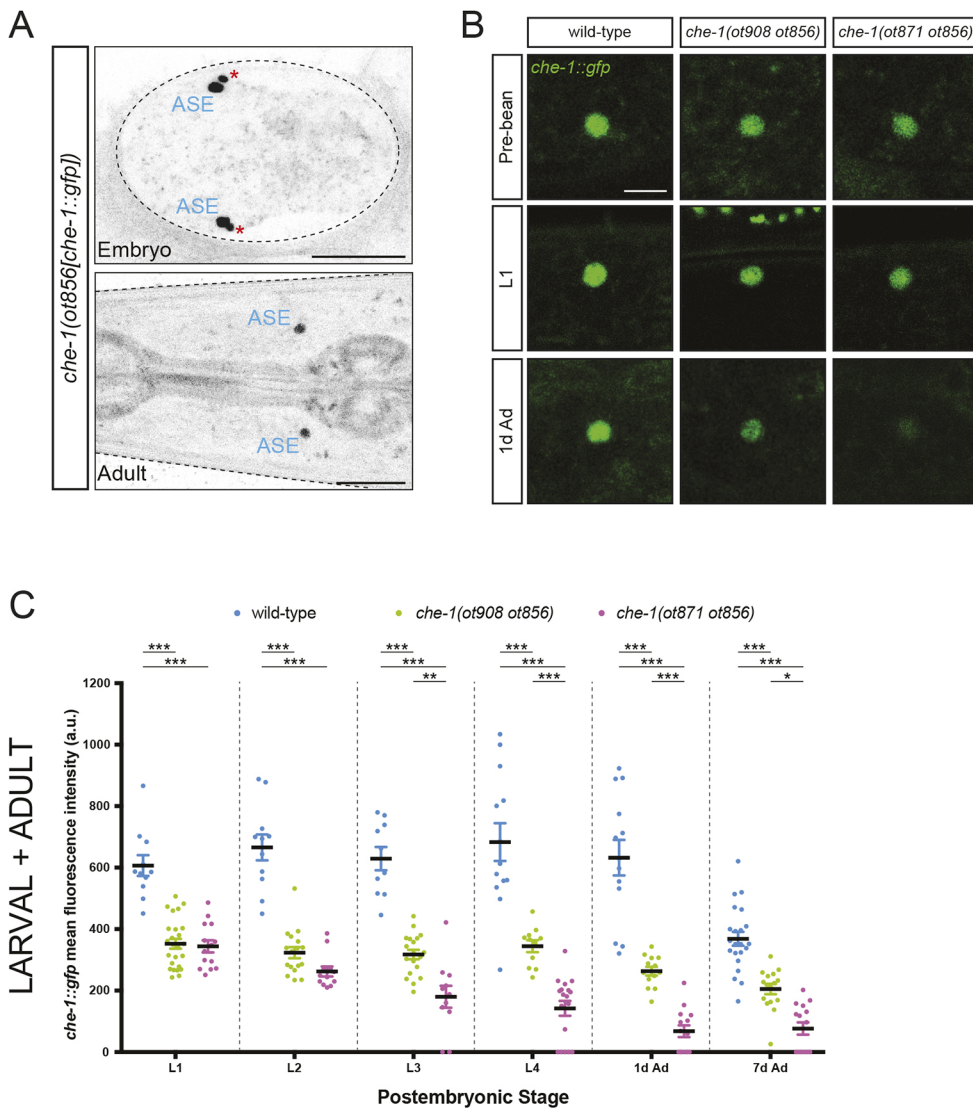 A
che-1(ot856[che-1::gfp])
ASE
*
ASE
*
Embryo
ASE
ASE
Adult
B
wild-type
che-1(ot908 ot856)
che-1(ot871 ot856)
Pre-bean
che-1::gfp
L1
1d Ad
C
wild-type
che-1(ot908 ot856)
che-1(ot871 ot856)
*** *** *** *** *** ***
*** *** *** *** *** ***
** *** *** *
LARVAL + ADULT
che-1::gfp mean fluorescence intensity (a.u.)
1200
1000
800
600
400
200
0
L1 L2 L3 L4 1d Ad 7d Ad
Postembryonic Stage